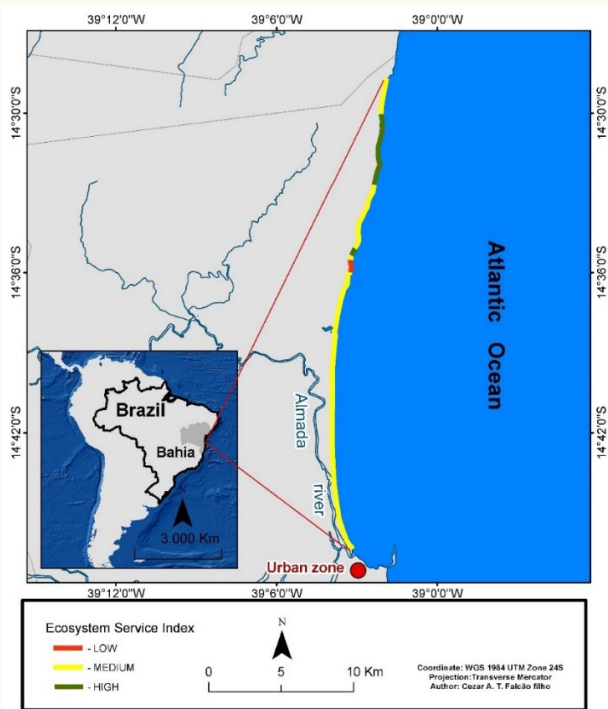 39°12'0"W
39°6'0"W
39°0'0"W
14°30'0"S
14°30'0"S
14°36'0"S
14°36'0"S
Atlantic Ocean
Almada
river
14°42'0"S
14°42'0"S
Brazil
Bahia
3.000 Km
Urban zone
39°12'0"W
39°6'0"W
39°0'0"W
Ecosystem Service Index
- LOW
- MEDIUM
- HIGH
N
0 5 10 Km
Coordinate: WGS 1984 UTM Zone 24S
Projection:Transverse Mercator
Author: Cezar A. T. Falcão filho